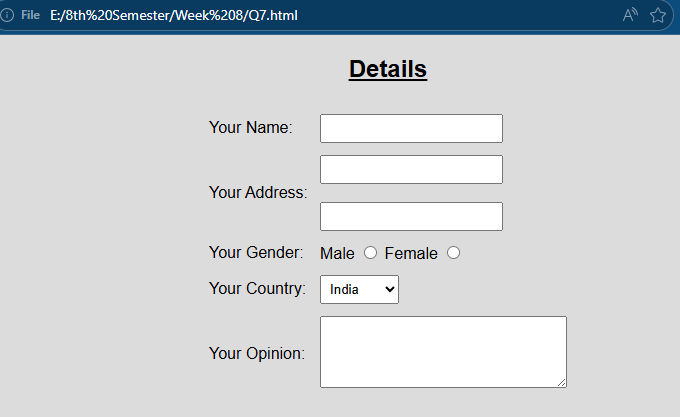 File E:/8th%20Semester/Week%208/Q7.html
Details
Your Name:
Your Address:
Your Gender: Male Female
Your Country: India
Your Opinion: